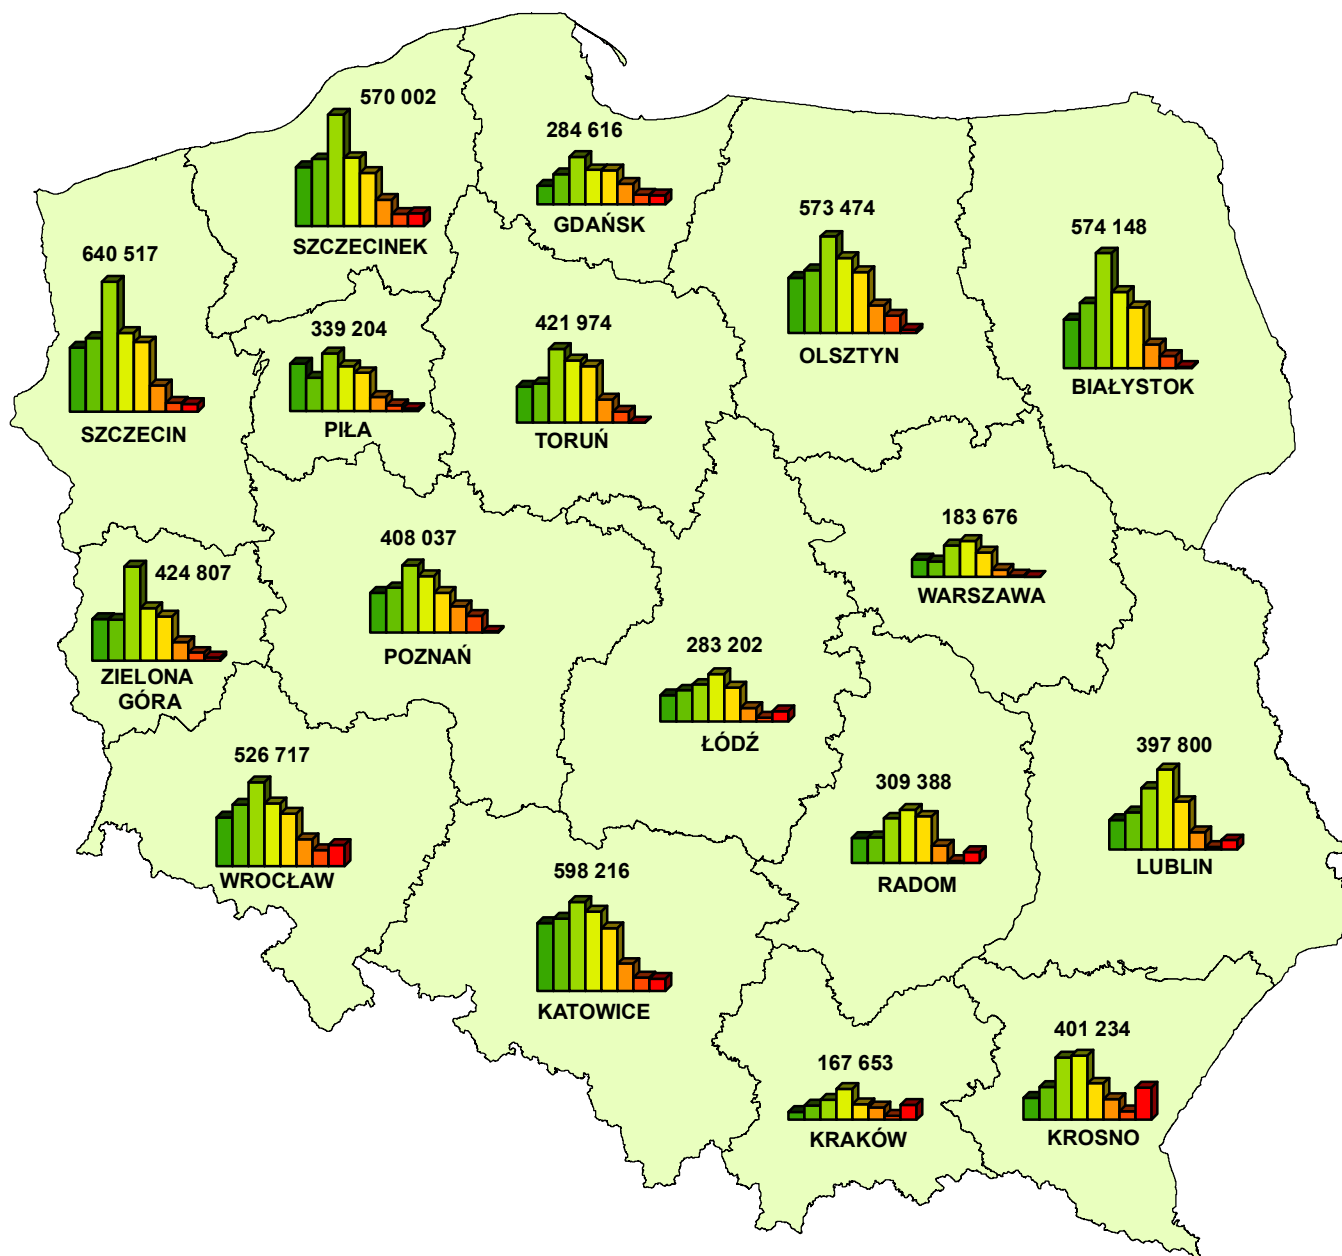 570 002
SZCZECINEK
284 616
GDAŃSK
573 474
OLSZTYN
574 148
BIAŁYSTOK
640 517
SZCZECIN
339 204
PIŁA
421 974
TORUŃ
183 676
WARSZAWA
408 037
POZNAŃ
424 807
ZIELONA
GÓRA
283 202
ŁÓDŹ
526 717
WROCŁAW
309 388
RADOM
397 800
LUBLIN
598 216
KATOWICE
167 653
KRAKÓW
401 234
KROSNO